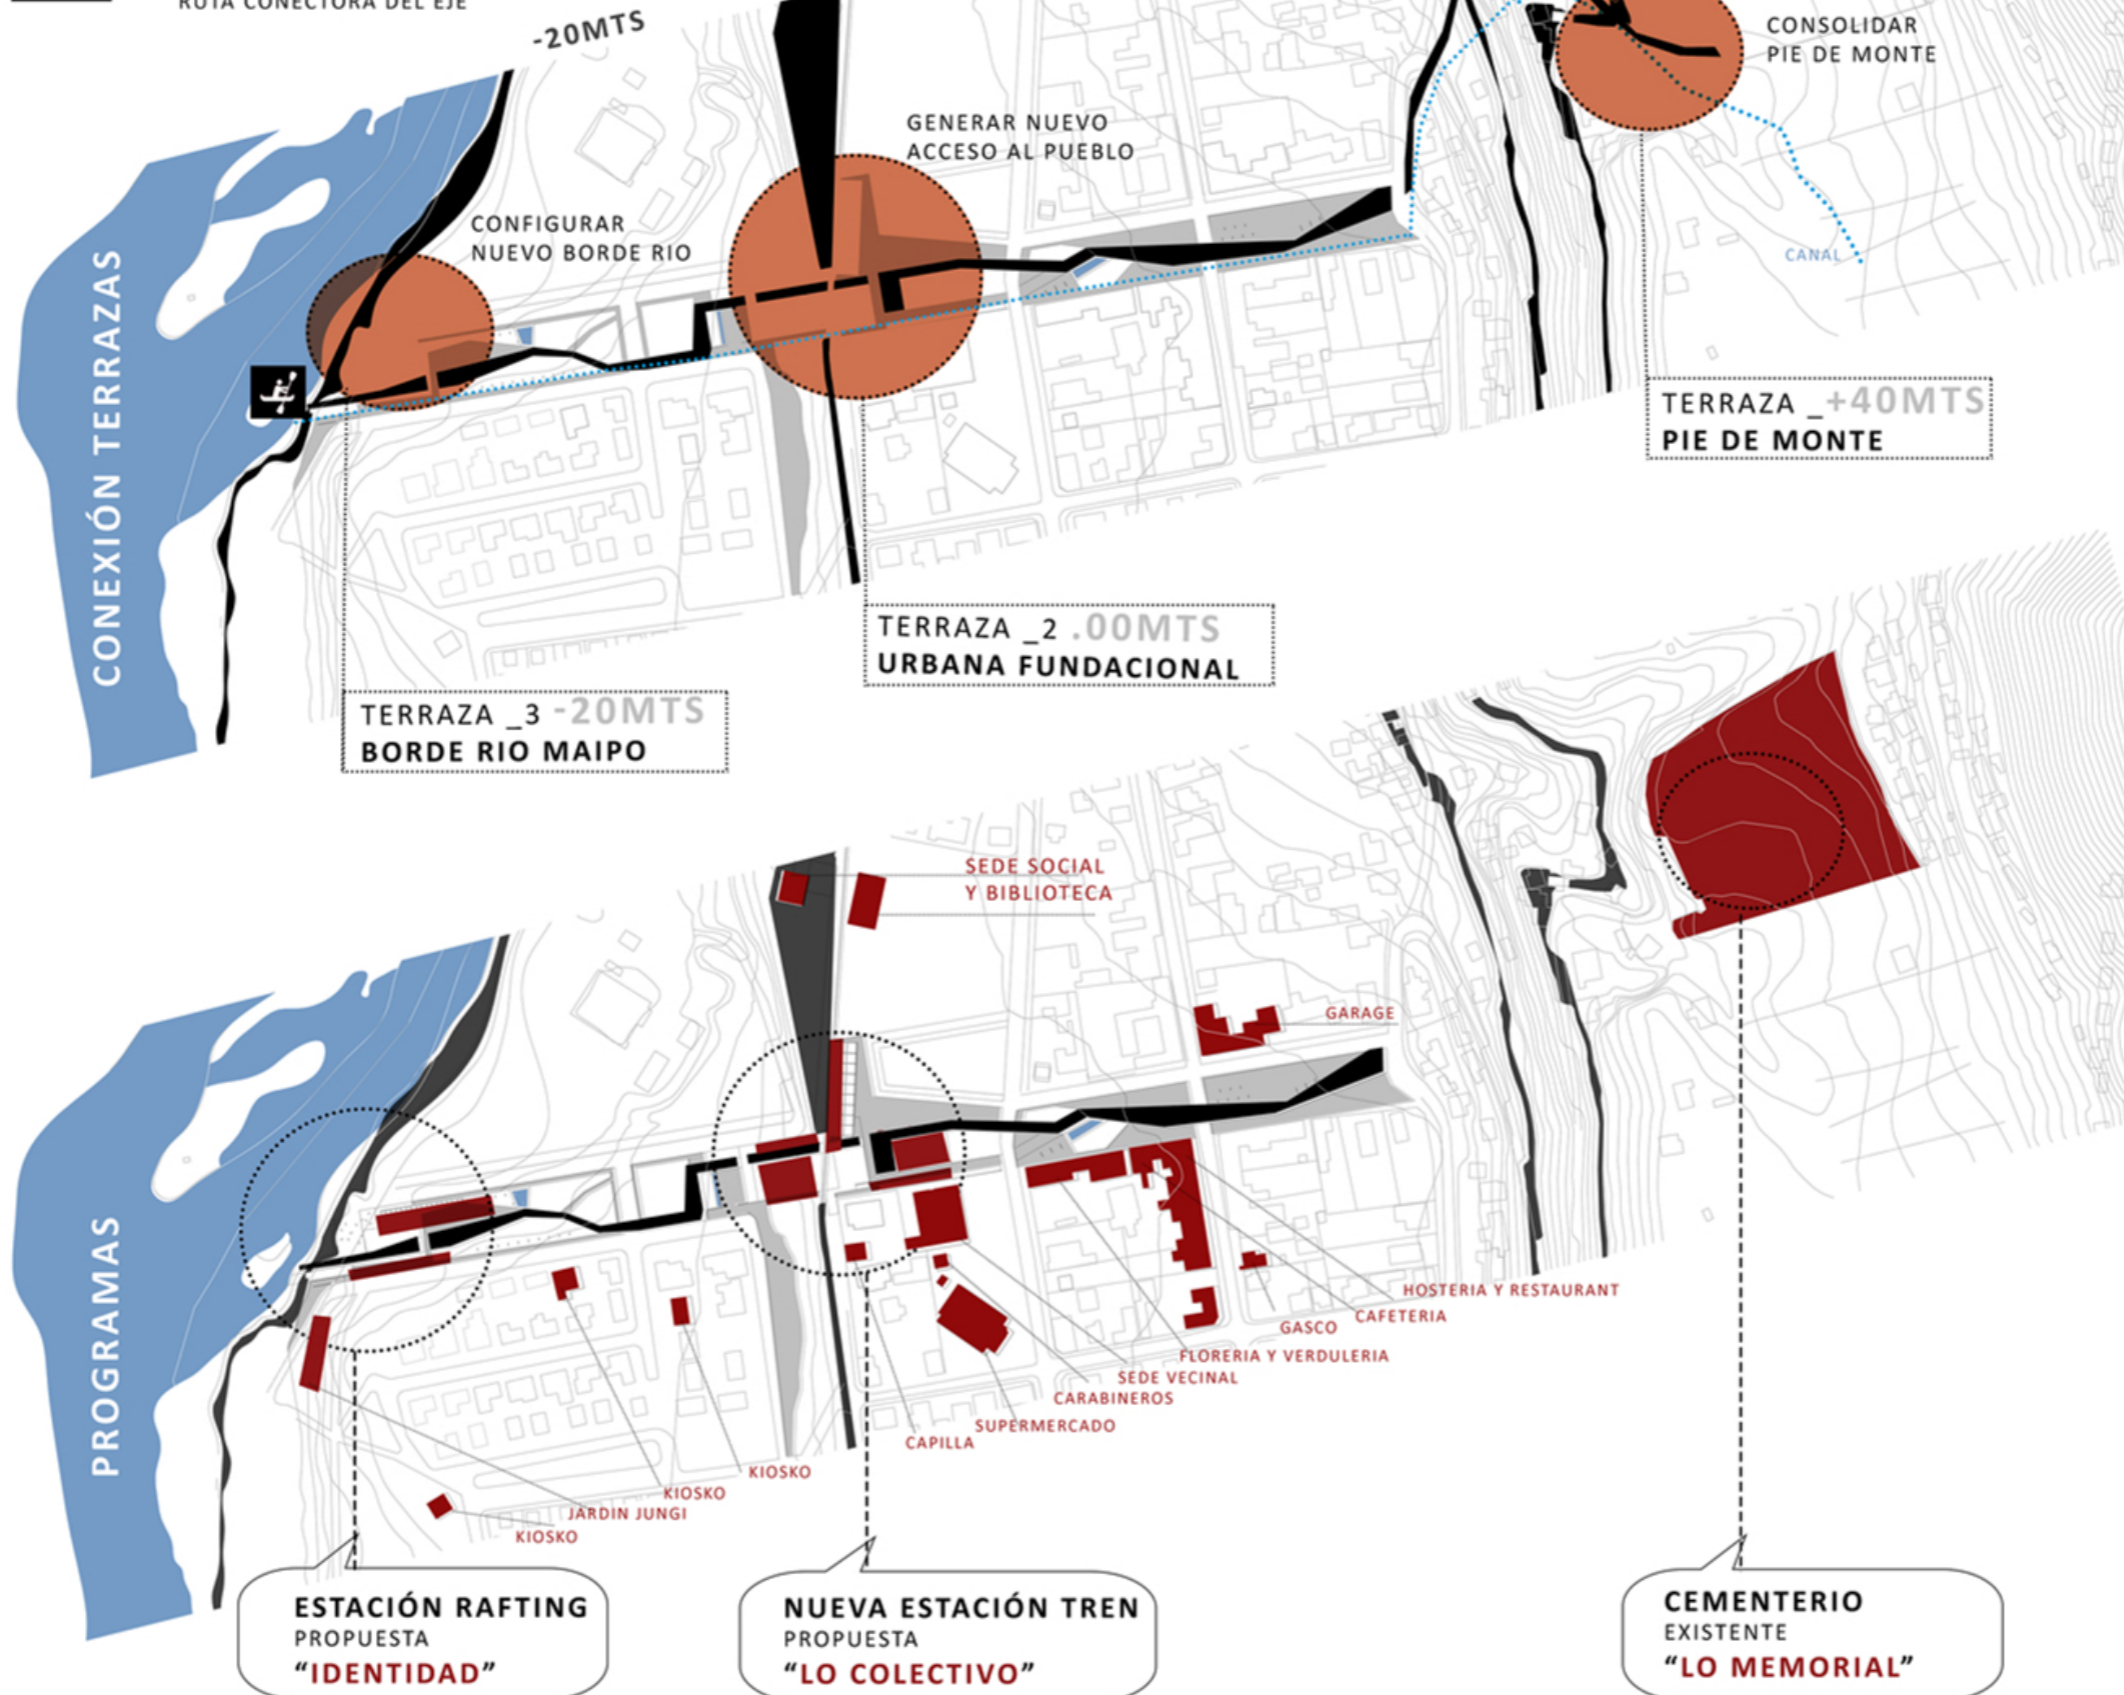 RUTA CONECTORA DEL EJE
-20MTS
CONSOLIDAR
PIE DE MONTE
GENERAR NUEVO
ACCESO AL PUEBLO
CONFIGURAR
NUEVO BORDE RIO
CANAL
CONEXIÓN TERRAZAS
TERRAZA _+40MTS
PIE DE MONTE
TERRAZA _2 .00MTS
URBANA FUNDACIONAL
TERRAZA _3 -20MTS
BORDE RIO MAIPO
SEDE SOCIAL
Y BIBLIOTECA
GARAGE
PROGRAMAS
HOSTERIA Y RESTAURANT
CAFETERIA
GASCO
FLORERIA Y VERDULERIA
SEDE VECINAL
CARABINEROS
SUPERMERCADO
CAPILLA
KIOSKO
KIOSKO
JARDIN JUNGI
KIOSKO
ESTACIÓN RAFTING
PROPUESTA
“IDENTIDAD”
NUEVA ESTACIÓN TREN
PROPUESTA
“LO COLECTIVO”
CEMENTERIO
EXISTENTE
“LO MEMORIAL”